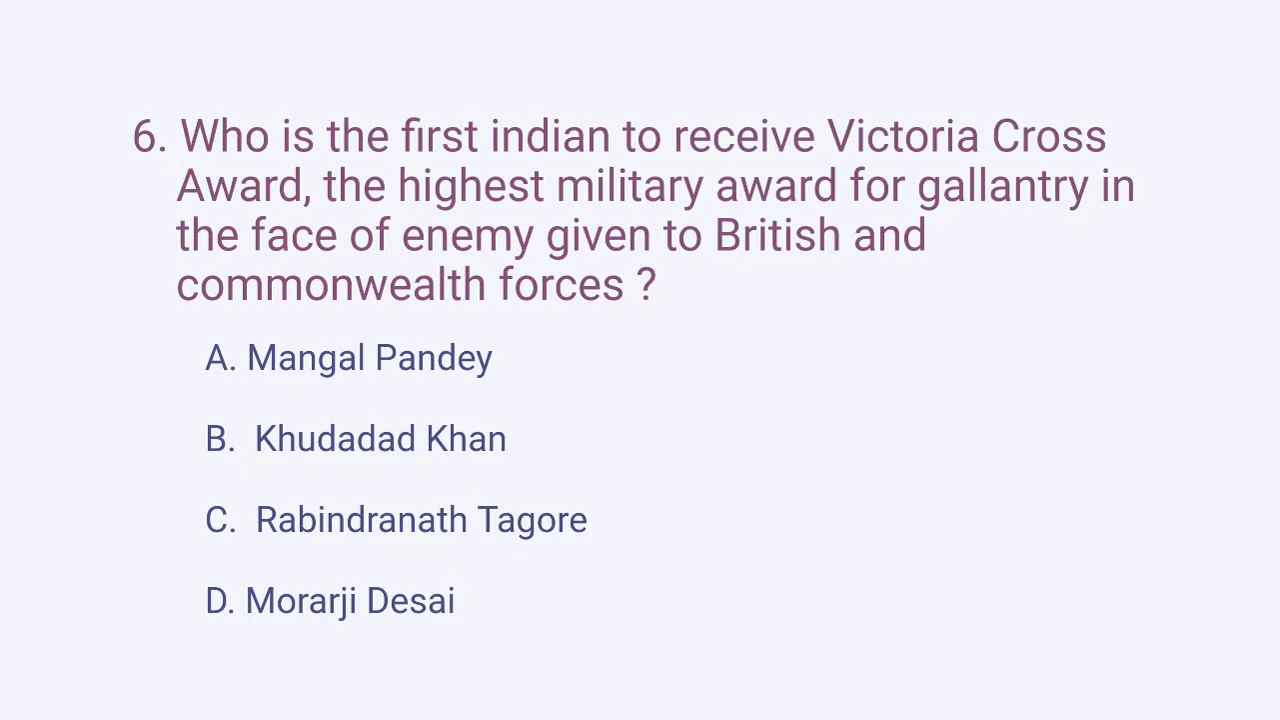 6. Who is the first indian to receive Victoria Cross
Award, the highest military award for gallantry in
the face of enemy given to British and
commonwealth forces ?
A. Mangal Pandey
B. Khudadad Khan
C. Rabindranath Tagore
D. Morarji Desai